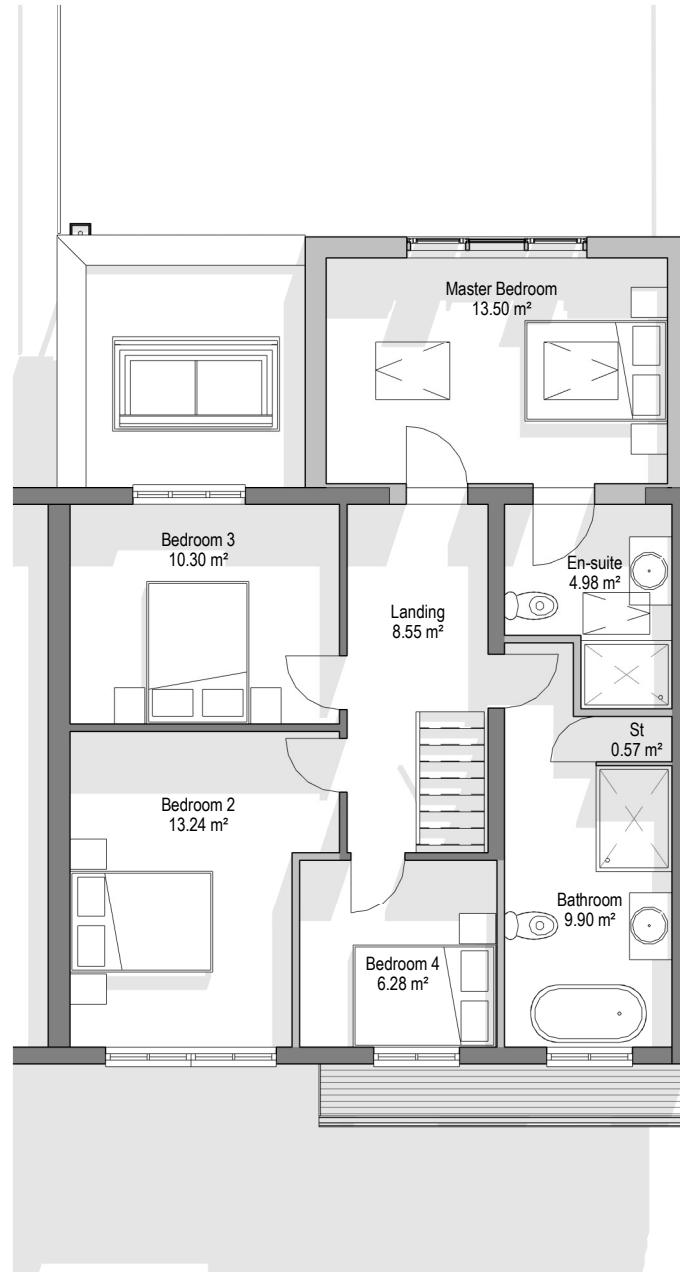 Master Bedroom
13.50 m²
Bedroom 3
10.30 m²
En-suite
4.98 m²
Landing
8.55 m²
St
0.57 m²
Bedroom 2
13.24 m²
Bathroom
9.90 m²
Bedroom 4
6.28 m²